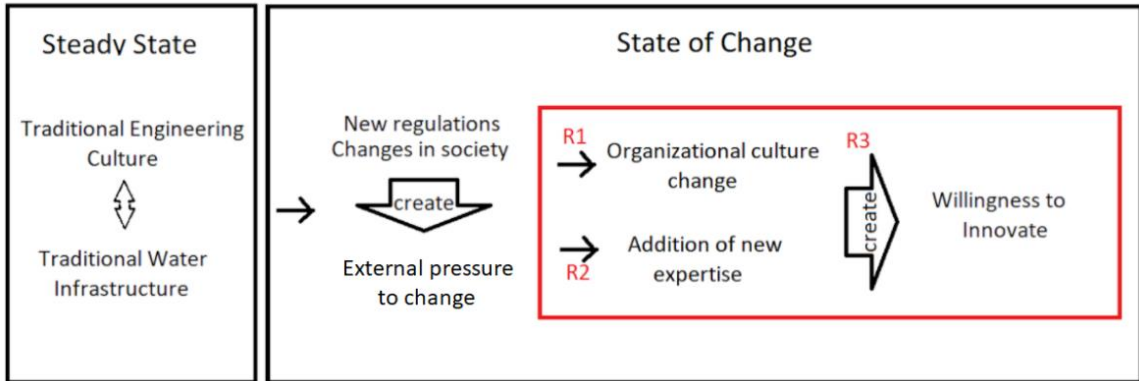 Steady State
Traditional Engineering
Culture
Traditional Water
Infrastructure
State of Change
New regulations
Changes in society
create
External pressure
to change
R1
Organizational culture
change
R2
Addition of new
expertise
R3
create
Willingness to
Innovate